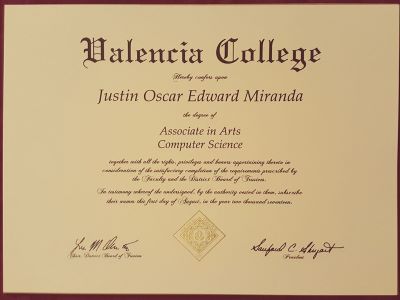 Valencia College
Hereby confers upon
Justin Oscar Edward Miranda
the degree of
Associate in Arts
Computer Science
together with all the rights, privileges and honors appertaining thereto in
consideration of the satisfactory completion of the requirements prescribed by
the Faculty and the District Board of Trustees.
In testimony whereof the undersigned, by the authority vested in them, subscribe
their names this first day of August, in the year two thousand seventeen.
Chair, District Board of Trustees
President